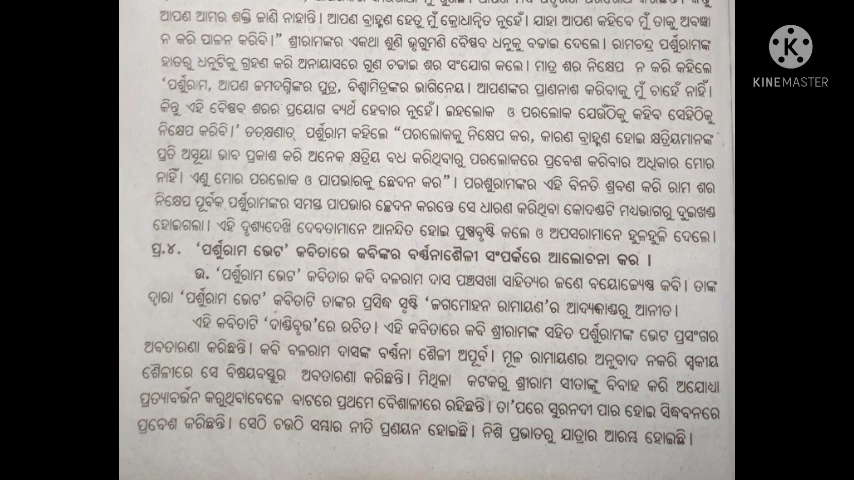 ଆପଣ ଆମର ଶକ୍ତି ଜାଣି ନାହାନ୍ତି। ଆପଣ ବ୍ରାହ୍ମଣ ହେତୁ ମୁଁ କ୍ରୋଧାନ୍ୱିତ ନୁହେଁ। ଯାହା ଆପଣ କହିବେ ମୁଁ ତାକୁ ଅବଜ୍ଞା
ନ କରି ପାଳନ କରିବି।” ଶ୍ରୀରାମଙ୍କର ଏକଥା ଶୁଣି ଭୃଗୁମଣି ବୈଷ୍ଣବ ଧନୁକୁ ବଢାଇ ଦେଲେ। ରାମଚନ୍ଦ୍ର ପର୍ଶୁରାମଙ୍କ
ହାତରୁ ଧନୁଟିକୁ ଗ୍ରହଣ କରି ଅନାୟାସରେ ଗୁଣ ଚଢାଇ ଶର ସଂଯୋଗ କଲେ। ମାତ୍ର ଶର ନିକ୍ଷେପ ନ କରି କହିଲେ
‘ପର୍ଶୁରାମ, ଆପଣ ଜମଦଗ୍ନିଙ୍କର ପୁତ୍ର, ବିଶ୍ୱାମିତ୍ରଙ୍କର ଭାଗିନେୟ। ଆପଣଙ୍କର ପ୍ରାଣନାଶ କରିବାକୁ ମୁଁ ଚାହେଁ ନାହିଁ।
କିନ୍ତୁ ଏହି ବୈଷ୍ଣବ ଶରର ପ୍ରୟୋଗ ବ୍ୟର୍ଥ ହେବାର ନୁହେଁ। ଇହଲୋକ ଓ ପରଲୋକ ଯେଉଁଠିକୁ କହିବ ସେହିଠିକୁ
ନିକ୍ଷେପ କରିବି।’ ତତ୍‌କ୍ଷଣାତ୍ ପର୍ଶୁରାମ କହିଲେ “ପରଲୋକକୁ ନିକ୍ଷେପ କର, କାରଣ ବ୍ରାହ୍ମଣ ହୋଇ କ୍ଷତ୍ରିୟମାନଙ୍କ
ପ୍ରତି ଅସୂୟା ଭାବ ପ୍ରକାଶ କରି ଅନେକ କ୍ଷତ୍ରିୟ ବଧ କରିଥିବାରୁ ପରଲୋକରେ ପ୍ରବେଶ କରିବାର ଅଧିକାର ମୋର
ନାହିଁ। ଏଣୁ ମୋର ପରଲୋକ ଓ ପାପଭାରକୁ ଛେଦନ କର”। ପରଶୁରାମଙ୍କର ଏହି ବିନତି ଶ୍ରବଣ କରି ରାମ ଶର
ନିକ୍ଷେପ ପୂର୍ବକ ପର୍ଶୁରାମଙ୍କର ସମସ୍ତ ପାପଭାର ଛେଦନ କରନ୍ତେ ସେ ଧାରଣ କରିଥିବା କୋଦଣ୍ଡଟି ମଧ୍ୟଭାଗରୁ ଦୁଇଖଣ୍ଡ
ହୋଇଗଲା। ଏହି ଦୃଶ୍ୟଦେଖି ଦେବତାମାନେ ଆନନ୍ଦିତ ହୋଇ ପୁଷ୍ପବୃଷ୍ଟି କଲେ ଓ ଅପସରାମାନେ ହୁଳହୁଳି ଦେଲେ।
ପ୍ର.୪. ‘ପର୍ଶୁରାମ ଭେଟ’ କବିତାରେ କବିଙ୍କର ବର୍ଣ୍ଣନାଶୈଳୀ ସଂପର୍କରେ ଆଲୋଚନା କର।
ଉ. ‘ପର୍ଶୁରାମ ଭେଟ’ କବିତାର କବି ବଳରାମ ଦାସ ପଞ୍ଚସଖା ସାହିତ୍ୟର ଜଣେ ବୟୋଜ୍ୟେଷ୍ଠ କବି। ତାଙ୍କ
ଦ୍ୱାରା ‘ପର୍ଶୁରାମ ଭେଟ’ କବିତାଟି ତାଙ୍କର ପ୍ରସିଦ୍ଧ ସୃଷ୍ଟି ‘ଜଗମୋହନ ରାମାୟଣ’ର ଆଦ୍ୟକାଣ୍ଡରୁ ଆନୀତ।
ଏହି କବିତାଟି ‘ଦାଣ୍ଡିବୃତ୍ତ’ରେ ରଚିତ। ଏହି କବିତାରେ କବି ଶ୍ରୀରାମଙ୍କ ସହିତ ପର୍ଶୁରାମଙ୍କ ଭେଟ ପ୍ରସଂଗର
ଅବତାରଣା କରିଛନ୍ତି। କବି ବଳରାମ ଦାସଙ୍କ ବର୍ଣ୍ଣନା ଶୈଳୀ ଅପୂର୍ବ। ମୂଳ ରାମାୟଣର ଅନୁବାଦ ନକରି ସ୍ୱକୀୟ
ଶୈଳୀରେ ସେ ବିଷୟବସ୍ତୁର ଅବତାରଣା କରିଛନ୍ତି। ମିଥିଳା କଟକରୁ ଶ୍ରୀରାମ ସୀତାଙ୍କୁ ବିବାହ କରି ଅଯୋଧ୍ୟା
ପ୍ରତ୍ୟାବର୍ତ୍ତନ କରୁଥିବାବେଳେ ବାଟରେ ପ୍ରଥମେ ବୈଶାଳୀରେ ରହିଛନ୍ତି। ତା’ପରେ ସୁରନଦୀ ପାର ହୋଇ ସିଦ୍ଧବନରେ
ପ୍ରବେଶ କରିଛନ୍ତି। ସେଠି ଚଉଠି ସମ୍ଭାର ନୀତି ପ୍ରଣୟନ ହୋଇଛି। ନିଶି ପ୍ରଭାତରୁ ଯାତ୍ରାର ଆରମ୍ଭ ହୋଇଛି।
KINEMASTER